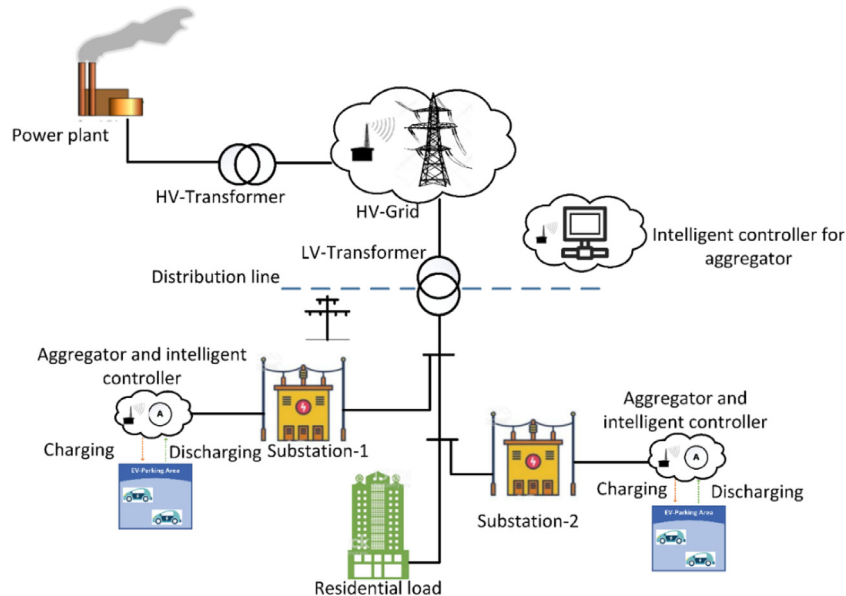 Power plant
HV-Transformer
HV-Grid
LV-Transformer
Intelligent controller for
aggregator
Distribution line
Aggregator and intelligent
controller
A
Charging
Discharging
Substation-1
EV-Parking Area
Aggregator and
intelligent controller
A
Charging
Discharging
Substation-2
EV-Parking Area
Residential load